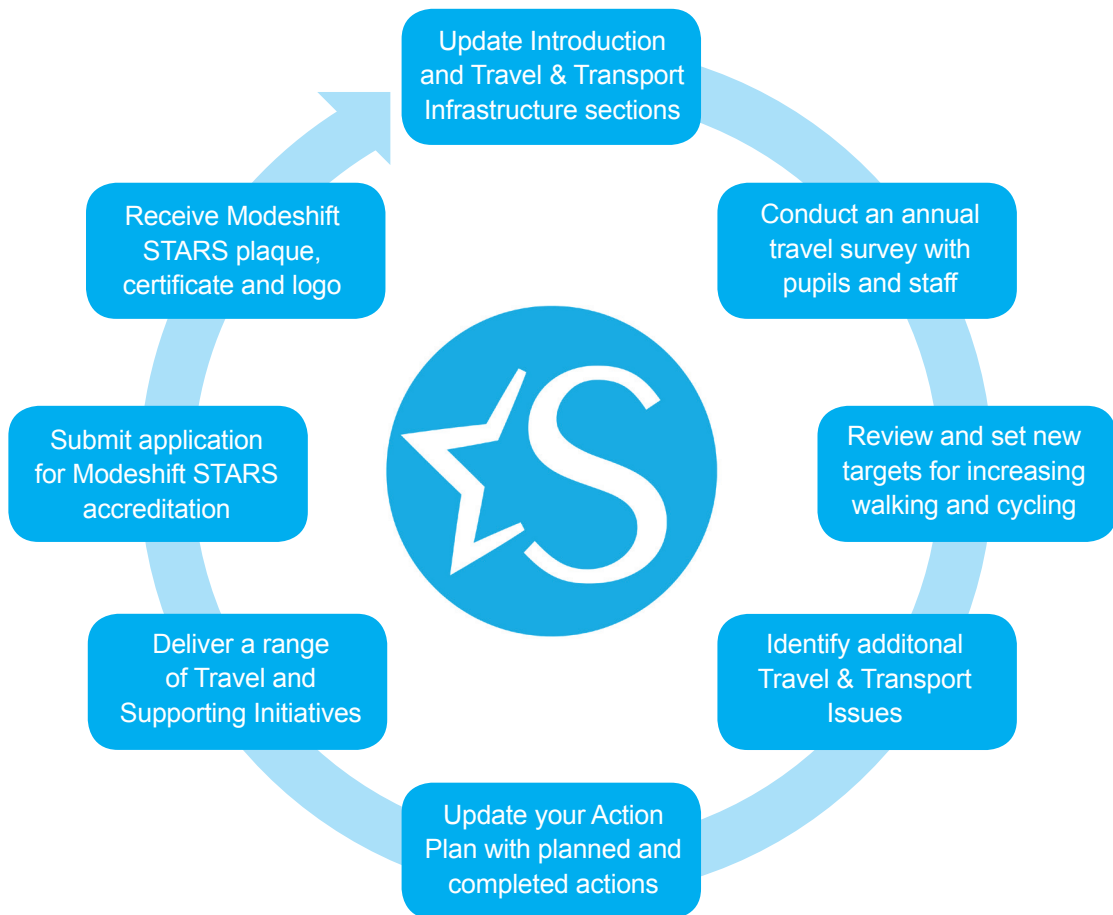 Update Introduction
and Travel & Transport
Infrastructure sections
Conduct an annual
travel survey with
pupils and staff
Review and set new
targets for increasing
walking and cycling
Identify additonal
Travel & Transport
Issues
Update your Action
Plan with planned and
completed actions
Deliver a range
of Travel and
Supporting Initiatives
Submit application
for Modeshift STARS
accreditation
Receive Modeshift
STARS plaque,
certificate and logo
S